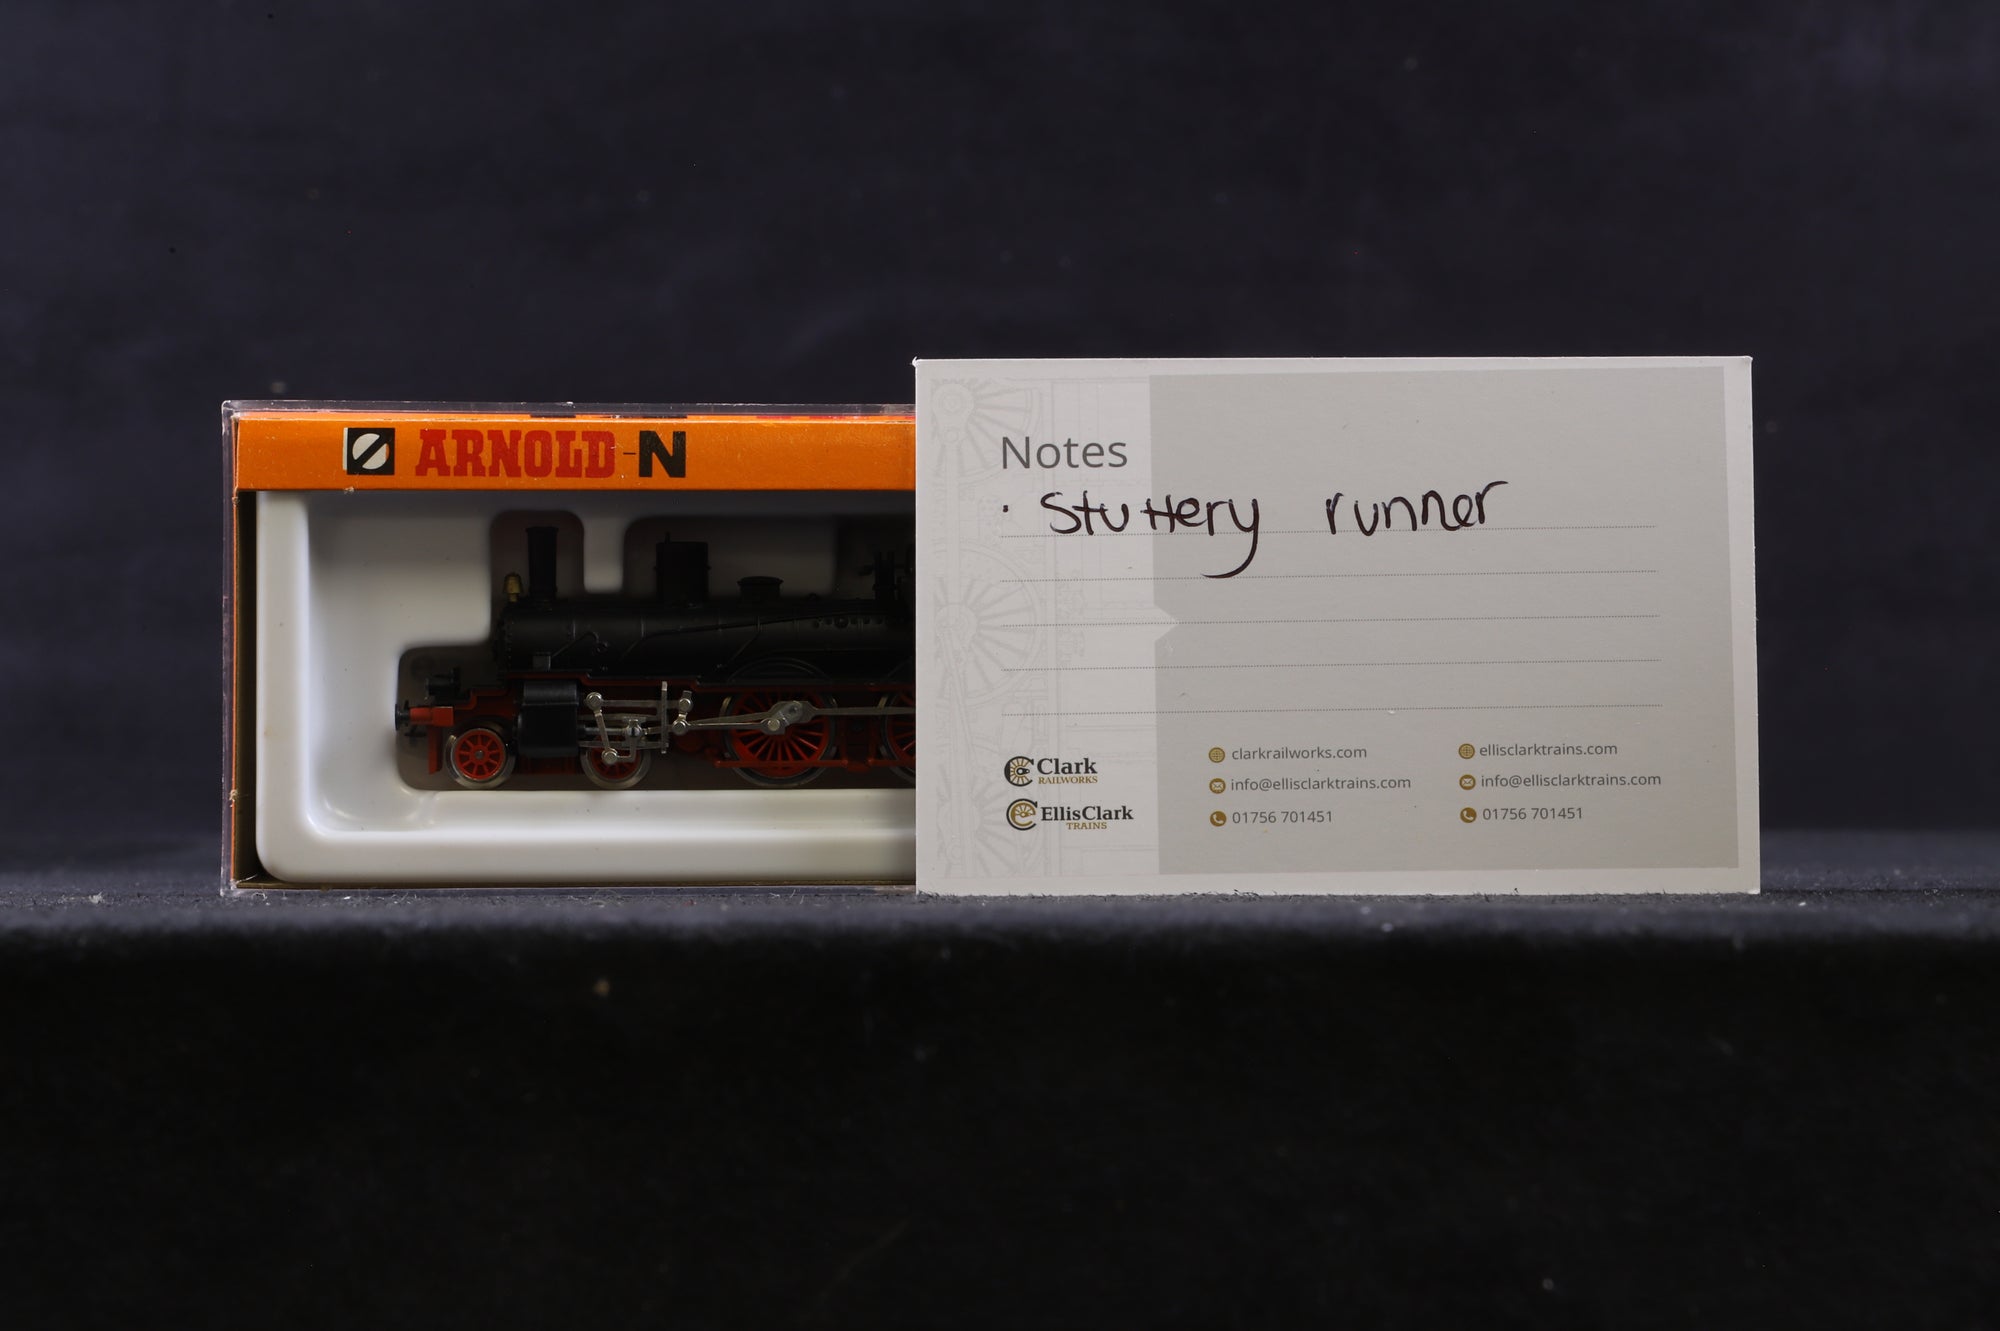 ARNOLD-N
Notes
· Stuttery runner
Clark
RAILWORKS
EllisClark
TRAINS
clarkrailworks.com
info@ellisclarktrains.com
01756 701451
ellisclarktrains.com
info@ellisclarktrains.com
01756 701451